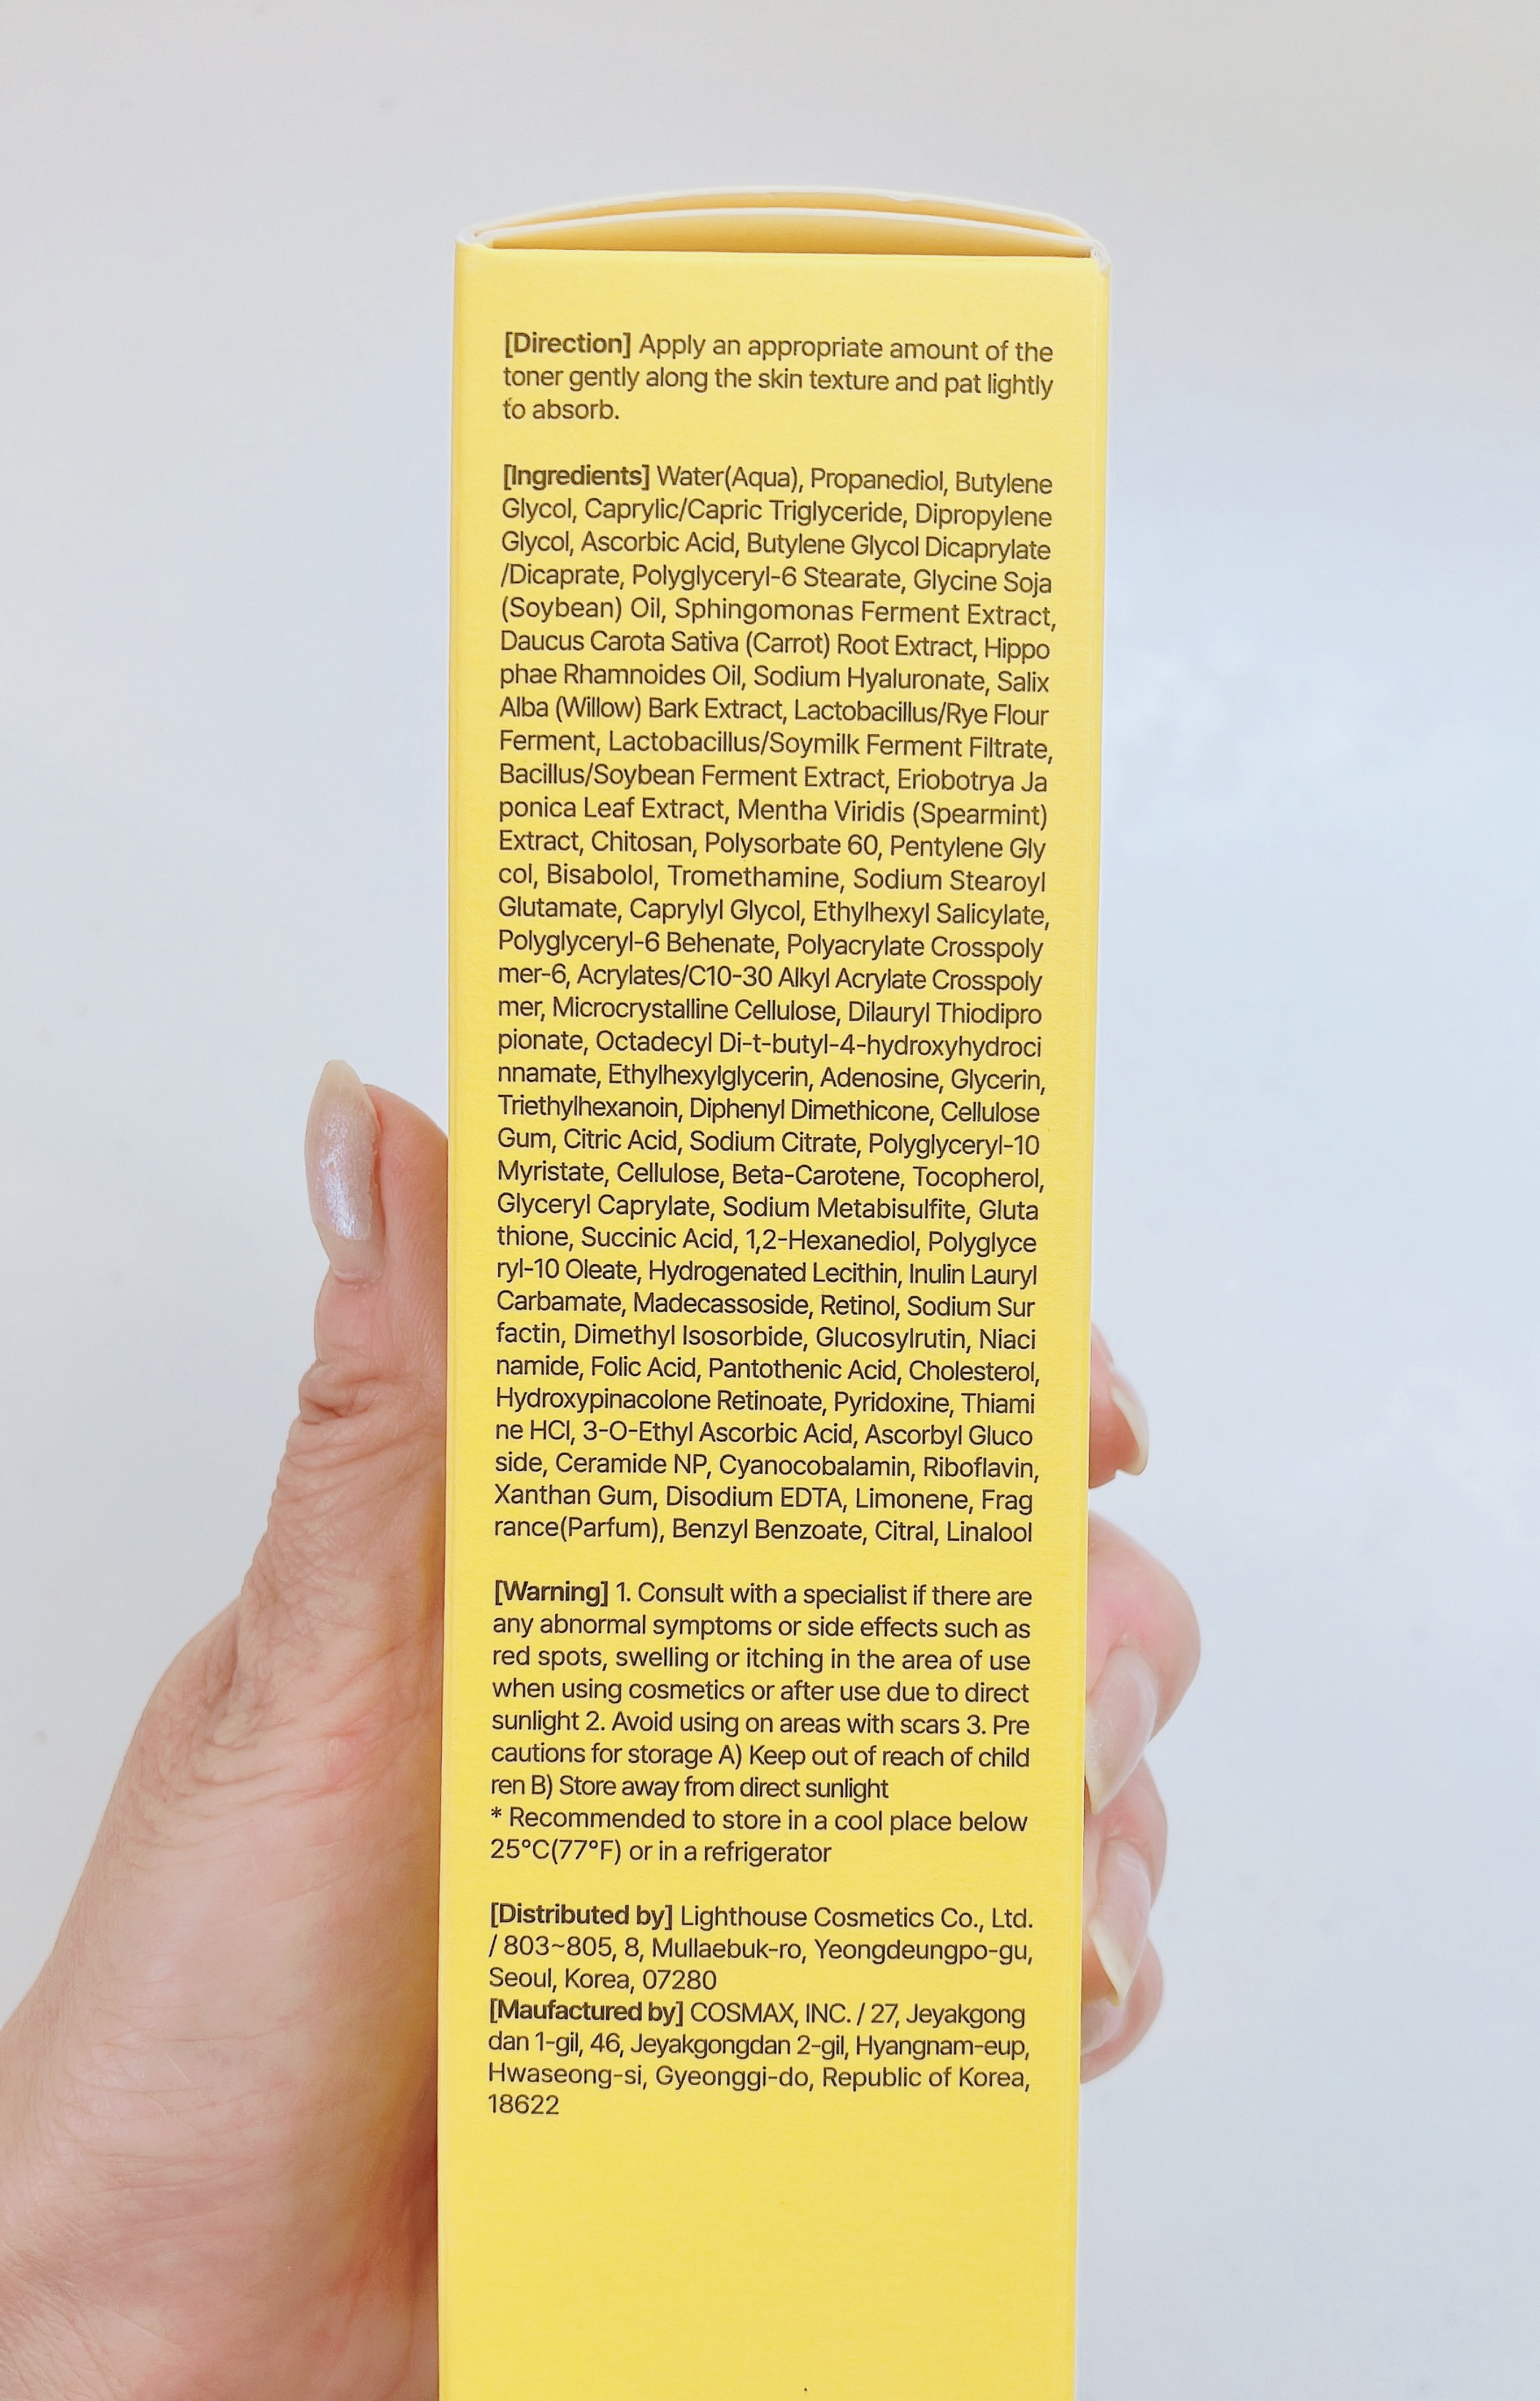 [Direction] Apply an appropriate amount of the
toner gently along the skin texture and pat lightly
to absorb.
[Ingredients] Water(Aqua), Propanediol, Butylene
Glycol, Caprylic/Capric Triglyceride, Dipropylene
Glycol, Ascorbic Acid, Butylene Glycol Dicaprylate
/Dicaprate, Polyglyceryl-6 Stearate, Glycine Soja
(Soybean) Oil, Sphingomonas Ferment Extract,
Daucus Carota Sativa (Carrot) Root Extract, Hippo
phae Rhamnoides Oil, Sodium Hyaluronate, Salix
Alba (Willow) Bark Extract, Lactobacillus/Rye Flour
Ferment, Lactobacillus/Soymilk Ferment Filtrate,
Bacillus/Soybean Ferment Extract, Eriobotrya Ja
ponica Leaf Extract, Mentha Viridis (Spearmint)
Extract, Chitosan, Polysorbate 60, Pentylene Gly
col, Bisabolol, Tromethamine, Sodium Stearoyl
Glutamate, Caprylyl Glycol, Ethylhexyl Salicylate,
Polyglyceryl-6 Behenate, Polyacrylate Crosspoly
mer-6, Acrylates/C10-30 Alkyl Acrylate Crosspoly
mer, Microcrystalline Cellulose, Dilauryl Thiodipro
pionate, Octadecyl Di-t-butyl-4-hydroxyhydroci
nnamate, Ethylhexylglycerin, Adenosine, Glycerin,
Triethylhexanoin, Diphenyl Dimethicone, Cellulose
Gum, Citric Acid, Sodium Citrate, Polyglyceryl-10
Myristate, Cellulose, Beta-Carotene, Tocopherol,
Glyceryl Caprylate, Sodium Metabisulfite, Gluta
thione, Succinic Acid, 1,2-Hexanediol, Polyglyce
ryl-10 Oleate, Hydrogenated Lecithin, Inulin Lauryl
Carbamate, Madecassoside, Retinol, Sodium Sur
factin, Dimethyl Isosorbide, Glucosylrutin, Niaci
namide, Folic Acid, Pantothenic Acid, Cholesterol,
Hydroxypinacolone Retinoate, Pyridoxine, Thiami
ne HCl, 3-O-Ethyl Ascorbic Acid, Ascorbyl Gluco
side, Ceramide NP, Cyanocobalamin, Riboflavin,
Xanthan Gum, Disodium EDTA, Limonene, Frag
rance(Parfum), Benzyl Benzoate, Citral, Linalool
[Warning] 1. Consult with a specialist if there are
any abnormal symptoms or side effects such as
red spots, swelling or itching in the area of use
when using cosmetics or after use due to direct
sunlight 2. Avoid using on areas with scars 3. Pre
cautions for storage A) Keep out of reach of child
ren B) Store away from direct sunlight
* Recommended to store in a cool place below
25°C(77°F) or in a refrigerator
[Distributed by] Lighthouse Cosmetics Co., Ltd.
/ 803~805, 8, Mullaebuk-ro, Yeongdeungpo-gu,
Seoul, Korea, 07280
[Maufactured by] COSMAX, INC. / 27, Jeyakgong
dan 1-gil, 46, Jeyakgongdan 2-gil, Hyangnam-eup,
Hwaseong-si, Gyeonggi-do, Republic of Korea,
18622